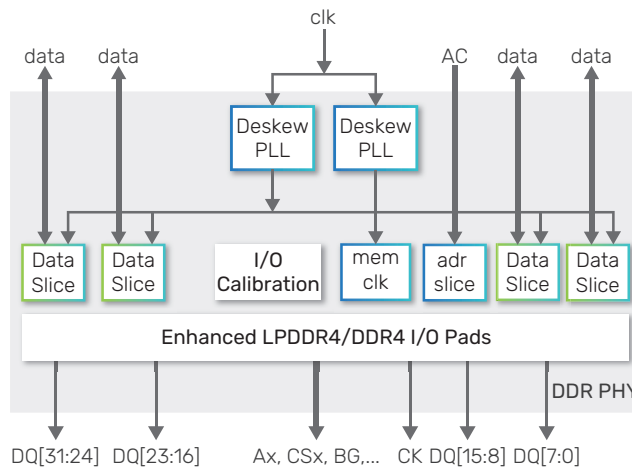 clk
data
data
AC
data
data
Deskew
PLL
Deskew
PLL
Data
Slice
Data
Slice
I/O
Calibration
mem
clk
adr
slice
Data
Slice
Data
Slice
Enhanced LPDDR4/DDR4 I/O Pads
DDR PHY
DQ[31:24]
DQ[23:16]
Ax, CSx, BG,...
CK
DQ[15:8]
DQ[7:0]